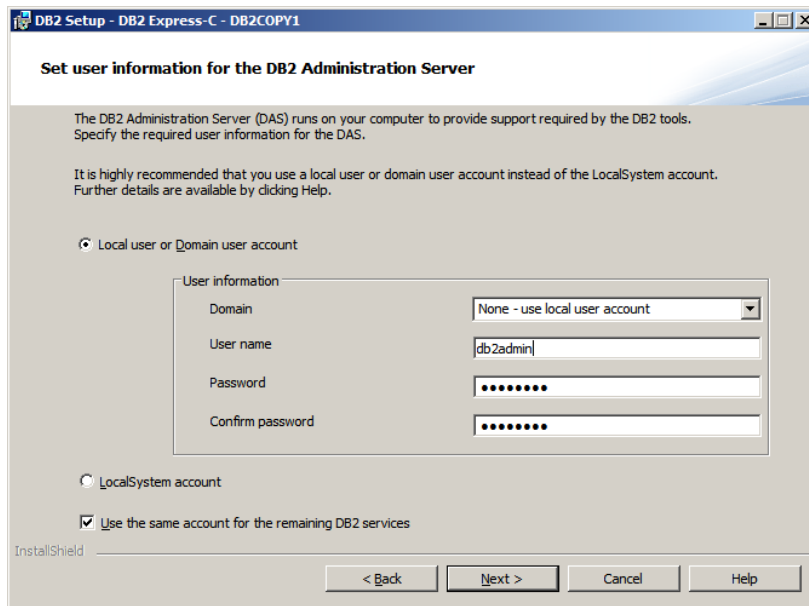 DB2 Setup - DB2 Express-C - DB2COPY1
Set user information for the DB2 Administration Server
The DB2 Administration Server (DAS) runs on your computer to provide support required by the DB2 tools.
Specify the required user information for the DAS.
It is highly recommended that you use a local user or domain user account instead of the LocalSystem account.
Further details are available by clicking Help.
Local user or Domain user account
User information
Domain
None - use local user account
User name
db2admin
Password
●●●●●●●●
Confirm password
●●●●●●●●
LocalSystem account
Use the same account for the remaining DB2 services
InstallShield
< Back
Next >
Cancel
Help